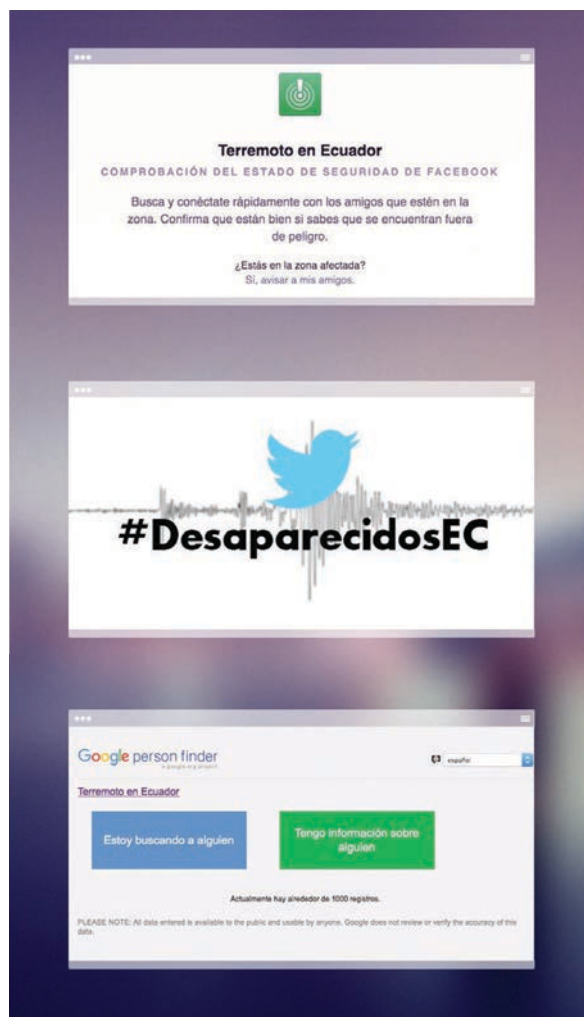 Terremoto en Ecuador
COMPROBACIÓN DEL ESTADO DE SEGURIDAD DE FACEBOOK
Busca y conéctate rápidamente con los amigos que estén en la
zona. Confirma que están bien si sabes que se encuentran fuera
de peligro.
¿Estás en la zona afectada?
Sí, avisar a mis amigos.
#DesaparecidosEC
Google person finder
a google.org project
español
Terremoto en Ecuador
Estoy buscando a alguien
Tengo información sobre
alguien
Actualmente hay alrededor de 1000 registros.
PLEASE NOTE: All data entered is available to the public and usable by anyone. Google does not review or verify the accuracy of this
data.